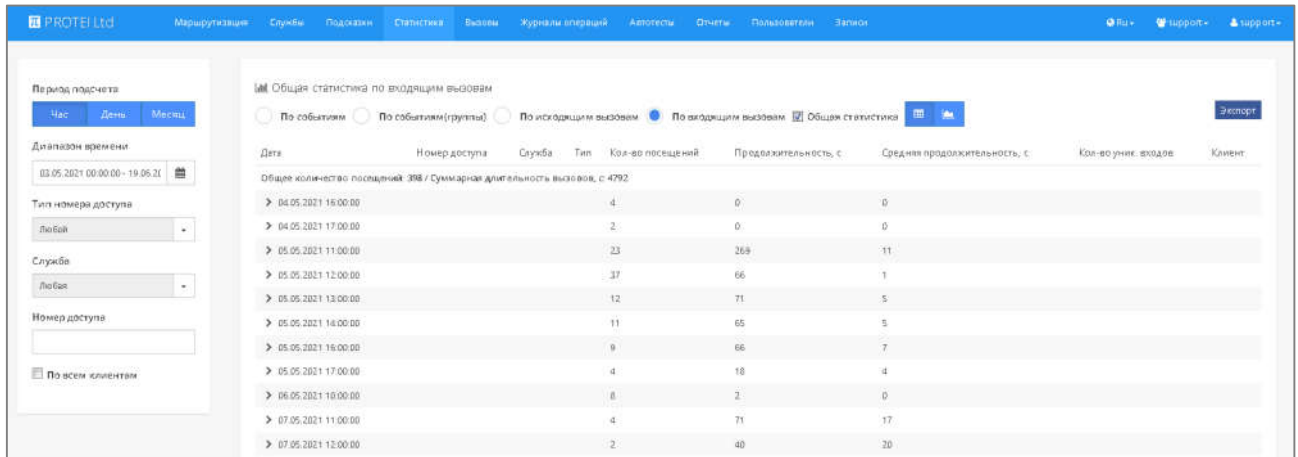 PROTEI Ltd Маршрутизация Службы Подсказки Статистика Вызовы Журналы операций Автотесты Отчеты Пользователи Записи Ru support support
Период подсчета
Час День Месяц
Диапазон времени
03.05.2021 00:00:00 - 19.06.2(
Тип номера доступа
Любой
Служба
Любая
Номер доступа
По всем клиентам
Общая статистика по входящим вызовам
По событиям По событиям(группы) По исходящим вызовам По входящим вызовам Общая статистика Экспорт
Дата Номер доступа Служба Тип Кол-во посещений Продолжительность, с Средняя продолжительность, с Кол-во уник. входов Клиент
Общее количество посещений: 398 / Суммарная длительность вызовов, с: 4792
04.05.2021 16:00:00 4 0 0
04.05.2021 17:00:00 2 0 0
05.05.2021 11:00:00 23 269 11
05.05.2021 12:00:00 37 66 1
05.05.2021 13:00:00 12 71 5
05.05.2021 14:00:00 11 65 5
05.05.2021 16:00:00 9 66 7
05.05.2021 17:00:00 4 18 4
06.05.2021 10:00:00 8 2 0
07.05.2021 11:00:00 4 71 17
07.05.2021 12:00:00 2 40 20